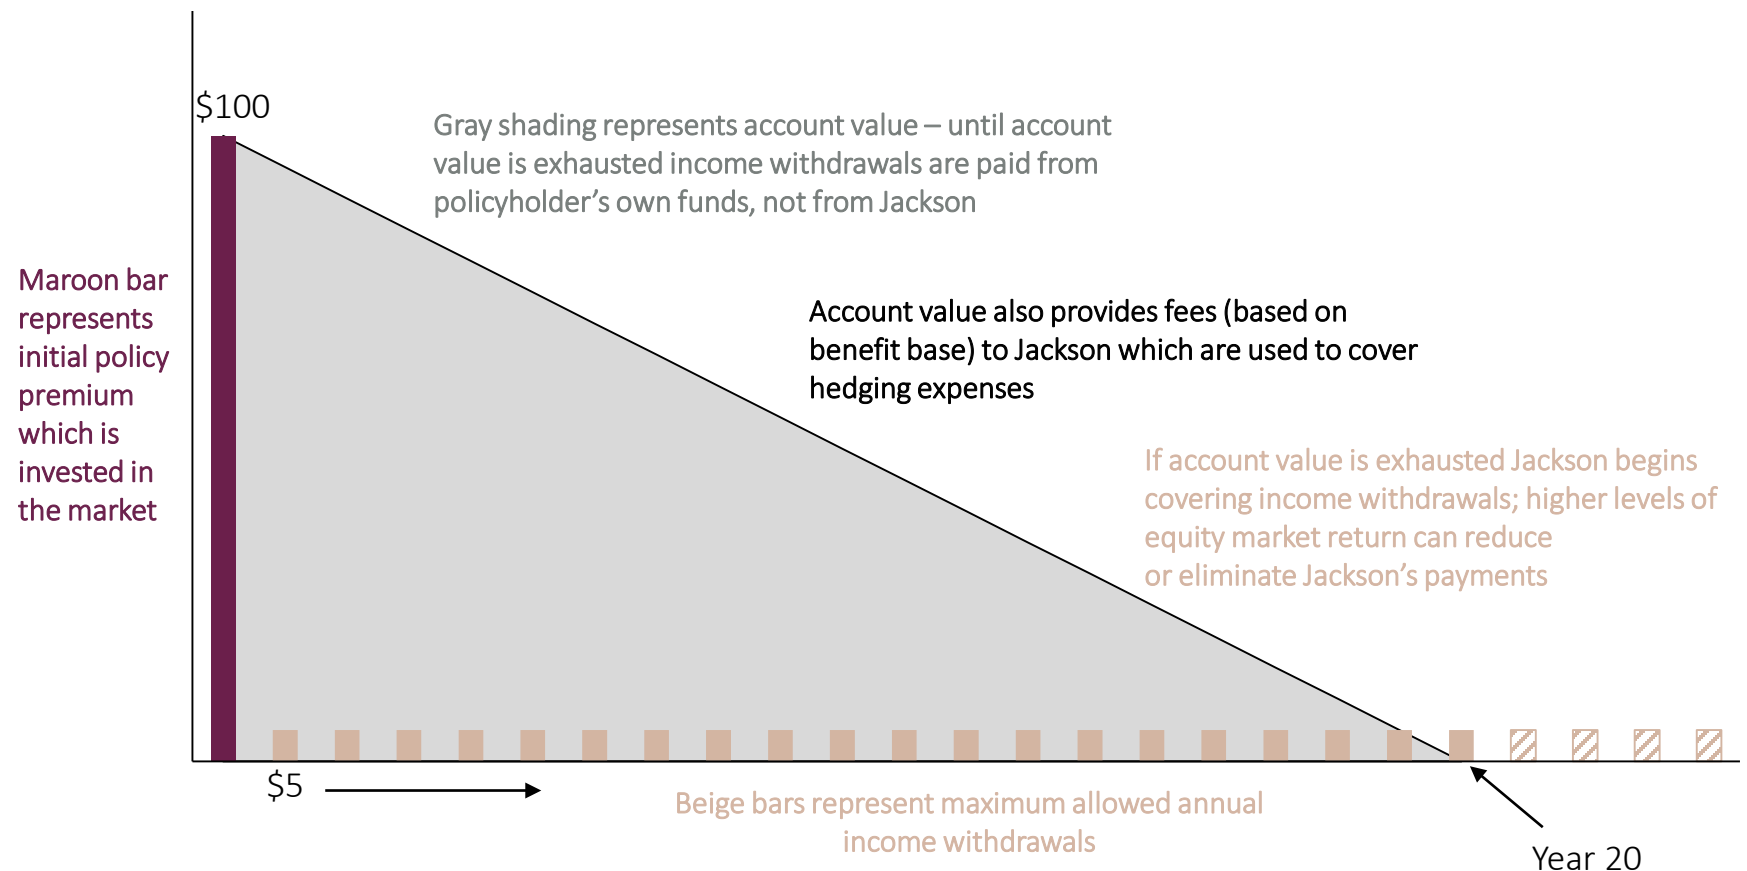 $100
Gray shading represents account value – until account
value is exhausted income withdrawals are paid from
policyholder’s own funds, not from Jackson
Maroon bar
represents
initial policy
premium
which is
invested in
the market
Account value also provides fees (based on
benefit base) to Jackson which are used to cover
hedging expenses
If account value is exhausted Jackson begins
covering income withdrawals; higher levels of
equity market return can reduce
or eliminate Jackson’s payments
$5
Beige bars represent maximum allowed annual
income withdrawals
Year 20